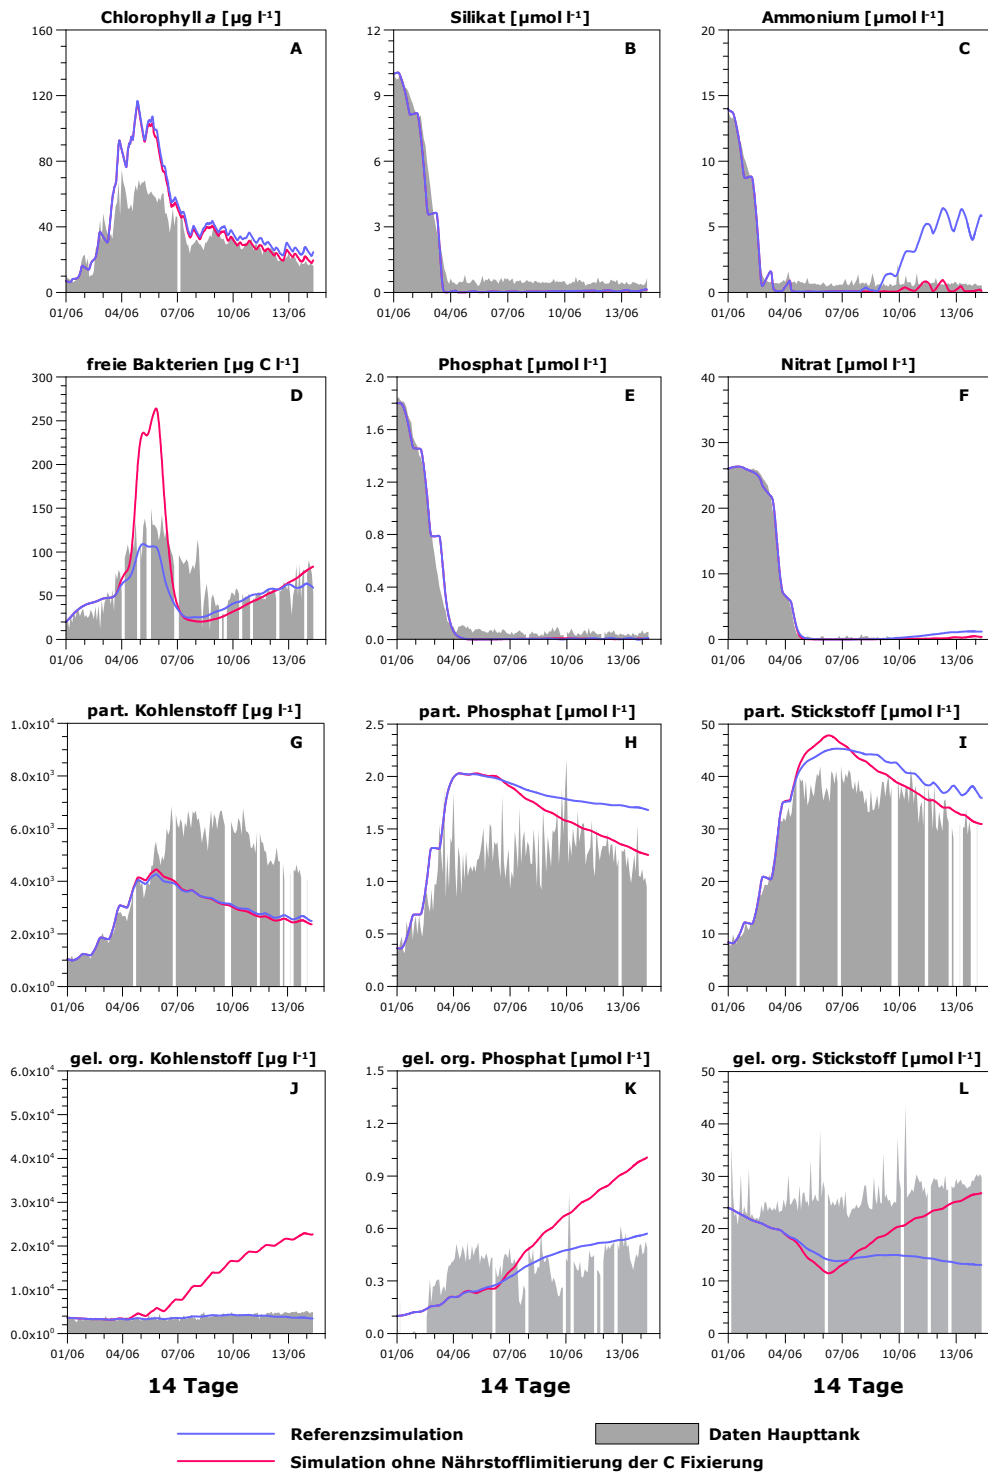 Chlorophyll a [µg l-1]
160
120
80
40
0
A
01/06 04/06 07/06 10/06 13/06
Silikat [µmol l-1]
12
9
6
3
0
B
01/06 04/06 07/06 10/06 13/06
Ammonium [µmol l-1]
20
15
10
5
0
C
01/06 04/06 07/06 10/06 13/06
freie Bakterien [µg C l-1]
300
250
200
150
100
50
0
D
01/06 04/06 07/06 10/06 13/06
Phosphat [µmol l-1]
2.0
1.6
1.2
0.8
0.4
0.0
E
01/06 04/06 07/06 10/06 13/06
Nitrat [µmol l-1]
40
30
20
10
0
F
01/06 04/06 07/06 10/06 13/06
part. Kohlenstoff [µg l-1]
1.0x10⁴
8.0x10³
6.0x10³
4.0x10³
2.0x10³
0.0x10⁰
G
01/06 04/06 07/06 10/06 13/06
part. Phosphat [µmol l-1]
2.5
2.0
1.5
1.0
0.5
0.0
H
01/06 04/06 07/06 10/06 13/06
part. Stickstoff [µmol l-1]
50
40
30
20
10
0
I
01/06 04/06 07/06 10/06 13/06
gel. org. Kohlenstoff [µg l-1]
6.0x10⁴
5.0x10⁴
4.0x10⁴
3.0x10⁴
2.0x10⁴
1.0x10⁴
0.0x10⁰
J
01/06 04/06 07/06 10/06 13/06
14 Tage
gel. org. Phosphat [µmol l-1]
1.5
1.2
0.9
0.6
0.3
0.0
K
01/06 04/06 07/06 10/06 13/06
14 Tage
gel. org. Stickstoff [µmol l-1]
50
40
30
20
10
0
L
01/06 04/06 07/06 10/06 13/06
14 Tage
Referenzsimulation
Daten Haupttank
Simulation ohne Nährstofflimitierung der C Fixierung